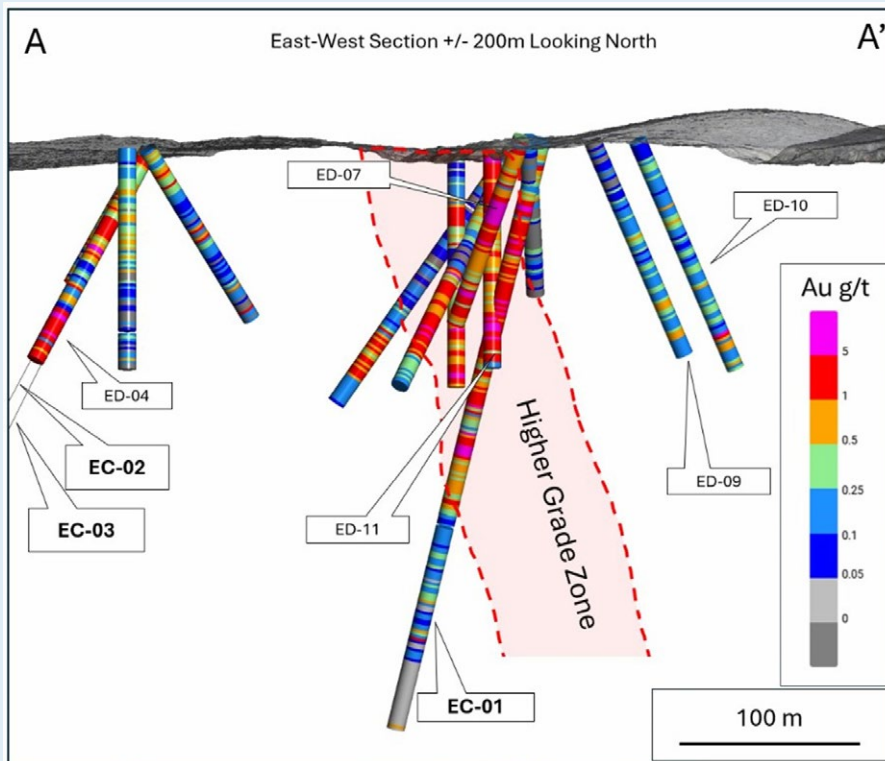 A
East-West Section +/- 200m Looking North
A’
ED-07
ED-10
Au g/t
5
1
0.5
0.25
0.1
0.05
0
ED-04
EC-02
EC-03
ED-11
ED-09
Higher Grade Zone
EC-01
100 m